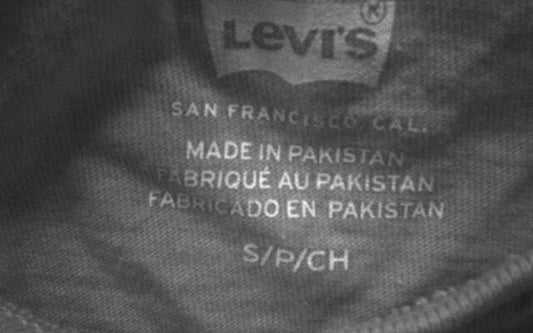 LEVI'S®
SAN FRANCISCO CAL.
MADE IN PAKISTAN
FABRIQUÉ AU PAKISTAN
FABRICADO EN PAKISTAN
S/P/CH